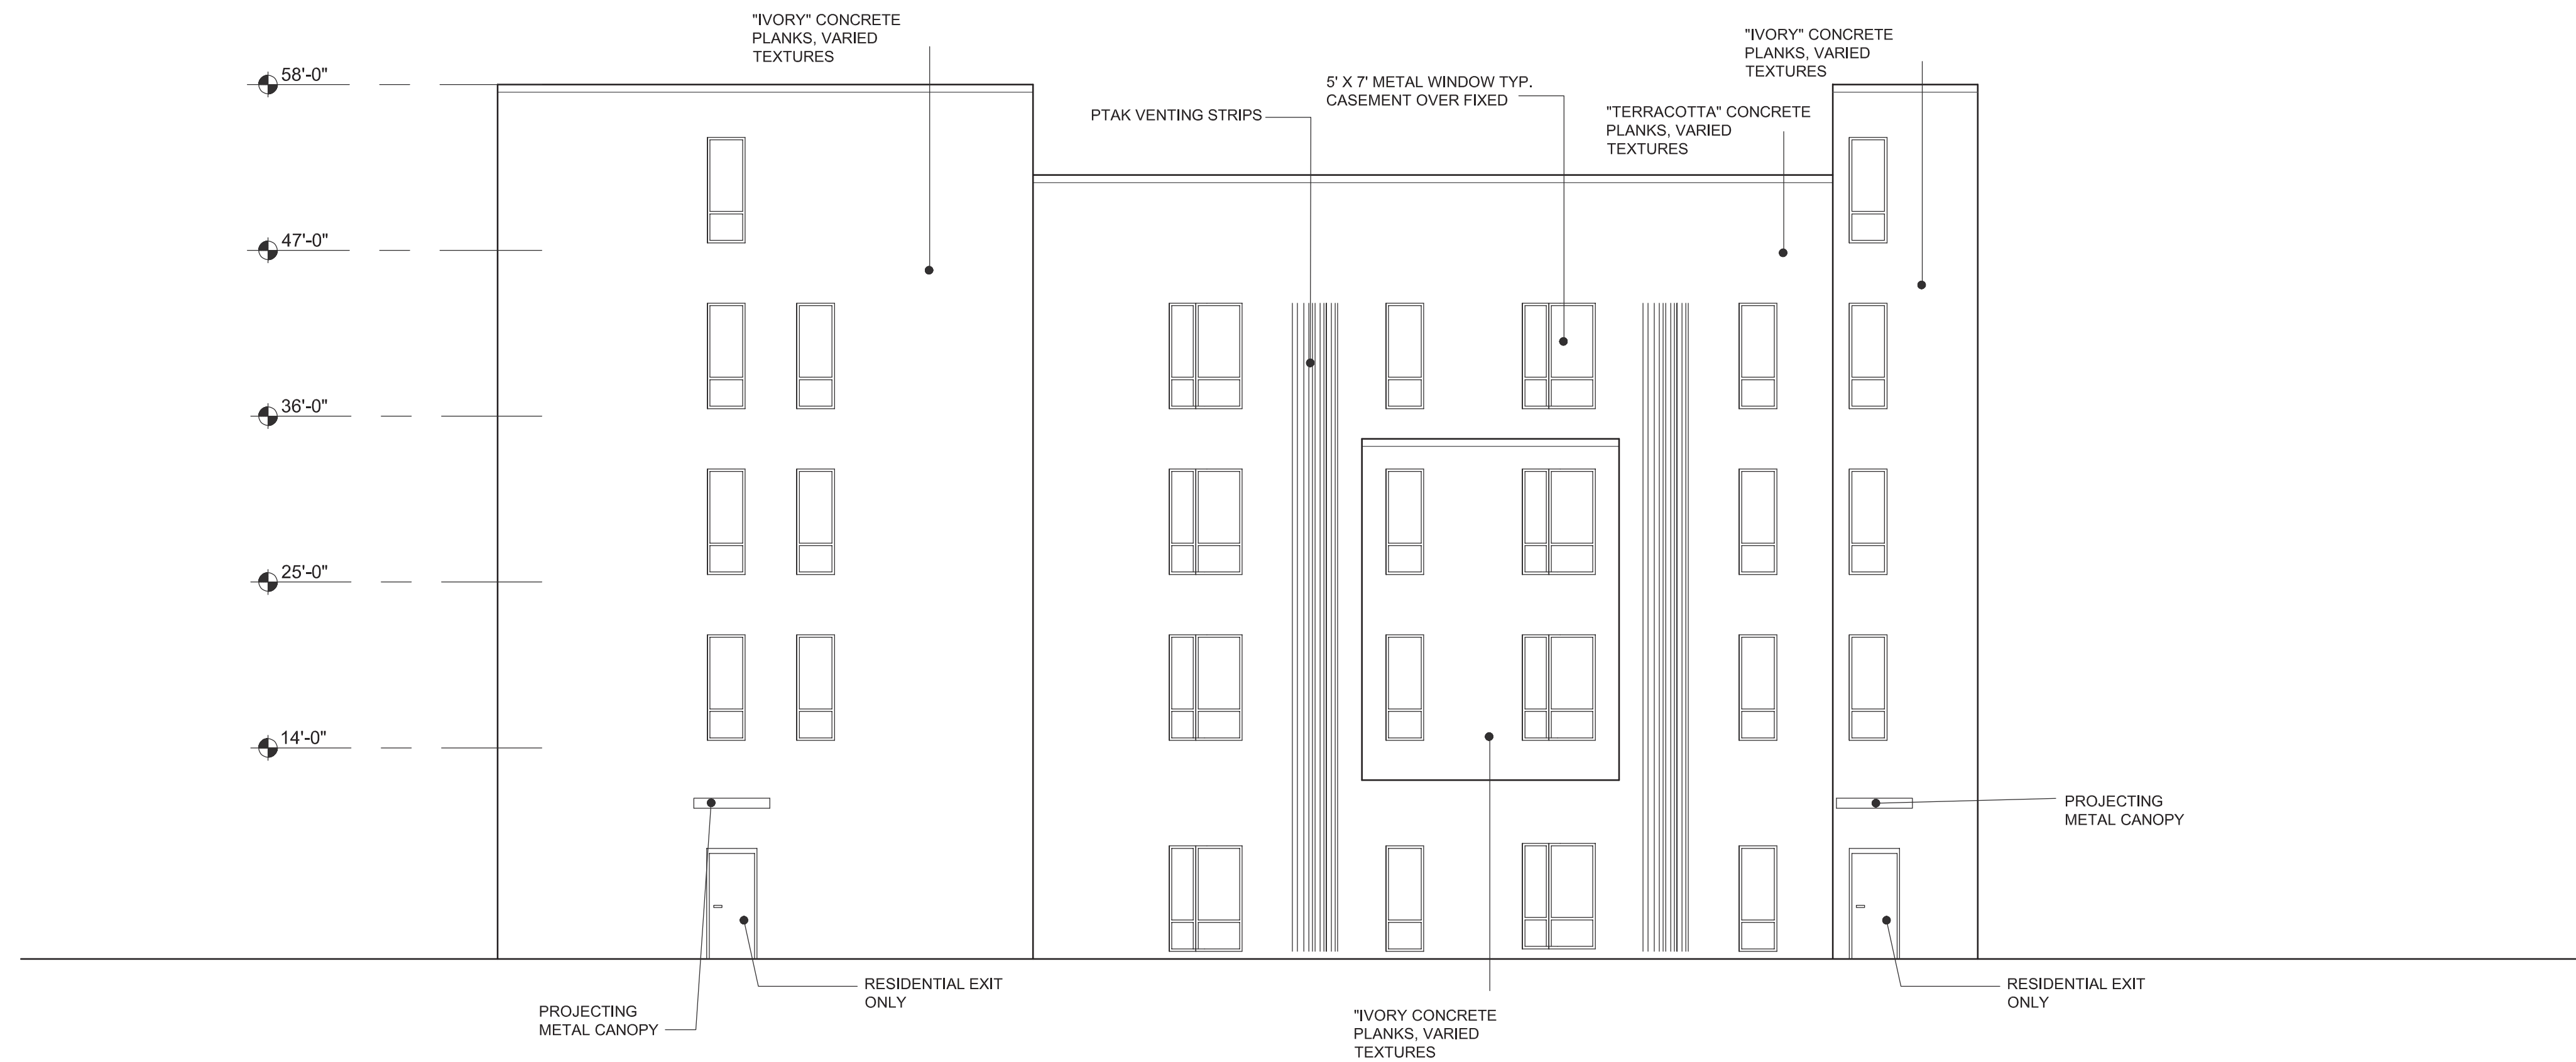 "IVORY" CONCRETE
PLANKS, VARIED
TEXTURES
"IVORY" CONCRETE
PLANKS, VARIED
TEXTURES
58'-0"
5' X 7' METAL WINDOW TYP.
CASEMENT OVER FIXED
PTAK VENTING STRIPS
"TERRACOTTA" CONCRETE
PLANKS, VARIED
TEXTURES
47'-0"
36'-0"
25'-0"
14'-0"
PROJECTING
METAL CANOPY
RESIDENTIAL EXIT
ONLY
RESIDENTIAL EXIT
ONLY
PROJECTING
METAL CANOPY
"IVORY CONCRETE
PLANKS, VARIED
TEXTURES